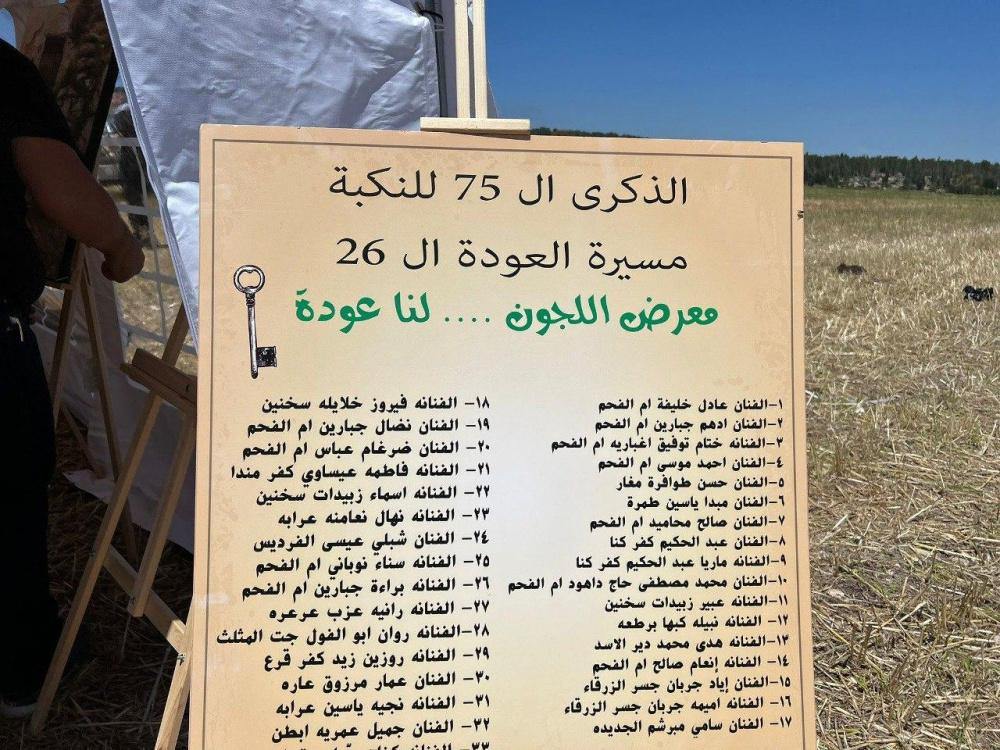 الذكرى ال 75 للنكبة
مسيرة العودة ال 26
معرض اللجون .... لنا عودة
١-الفنان عادل خليفة ام الفحم
٢-الفنان ادهم جبارين ام الفحم
٣-الفنانه ختام توفيق اغباريه ام الفحم
٤-الفنان احمد موسى ام الفحم
٥-الفنان حسن طوافرة مغار
٦-الفنان مبدا ياسين طمرة
٧-الفنان صالح محاميد ام الفحم
٨-الفنان عبد الحكيم كفر كنا
٩-الفنانه ماريا عبد الحكيم كفر كنا
١٠-الفنان محمد مصطفى حاج داهود ام الفحم
١١-الفنانه عبير زبيدات سخنين
١٢- الفنانه نبيله كبها برطعه
١٣-الفنانه هدى محمد دير الاسد
١٤- الفنانه إنعام صالح ام الفحم
١٥-الفنان إياد جربان جسر الزرقاء
١٦- الفنانه اميمه جربان جسر الزرقاء
١٧- الفنان سامي مبرشم الجديده
١٨- الفنانه فيروز خلايله سخنين
١٩- الفنان نضال جبارين ام الفحم
٢٠- الفنان ضرغام عباس ام الفحم
٢١- الفنانه فاطمه عيساوي كفر مندا
٢٢- الفنانه اسماء زبيدات سخنين
٢٣- الفنانه نهال نعامنه عرابه
٢٤- الفنان شبلي عيسى الفرديس
٢٥- الفنان سناء نوباني ام الفحم
٢٦- الفنان براءة جبارين ام الفحم
٢٧- الفنانه رانيه عزب عرعره
٢٨-الفنانه روان ابو الفول جت المثلث
٢٩- الفنانه روزين زيد كفر قرع
٣٠- الفنان عمار مرزوق عاره
٣١- الفنانه نجيه ياسين عرابه
٣٢- الفنان جميل عمريه ابطن
٣٣- الفنانه